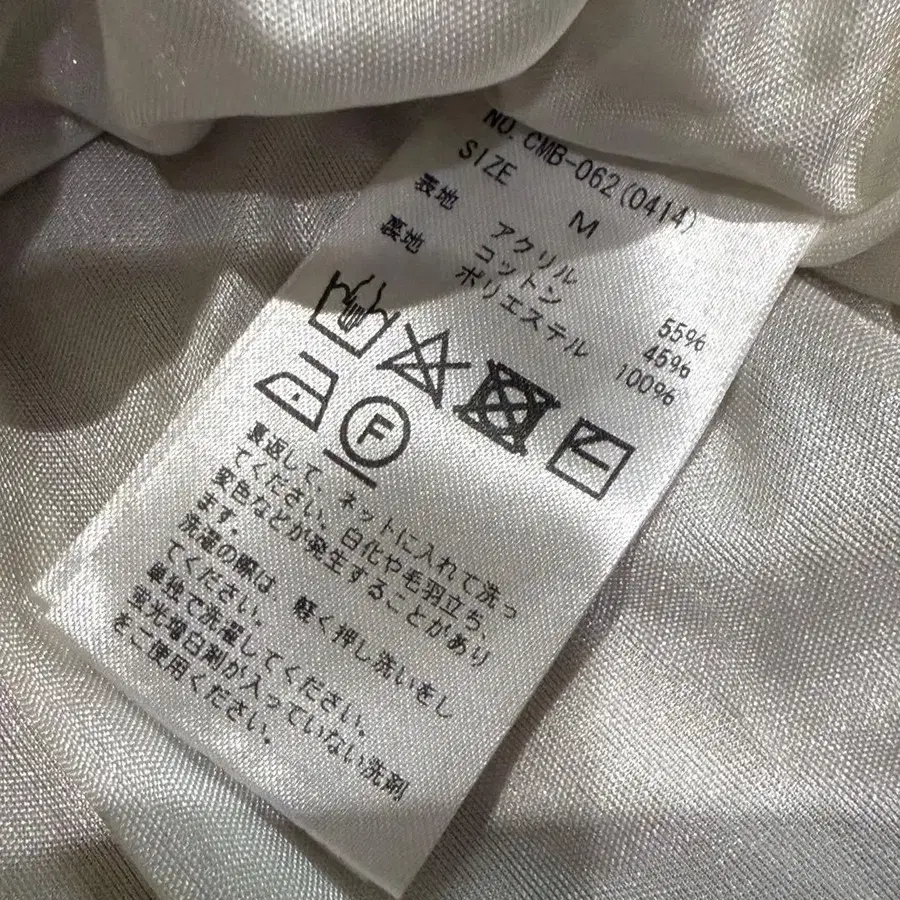 NO. CMB-062(0414)
SIZE M
表地 アクリル 55%
コットン 45%
裏地 ポリエステル 100%
F
裏返して、ネットに入れて洗っ
てください。白化や毛羽立ち、
変色などが発生することがあり
ます。
洗濯の際は、軽く押し洗いをし
てください。
単独で洗濯してください。
蛍光増白剤が入っていない洗剤
をご使用ください。